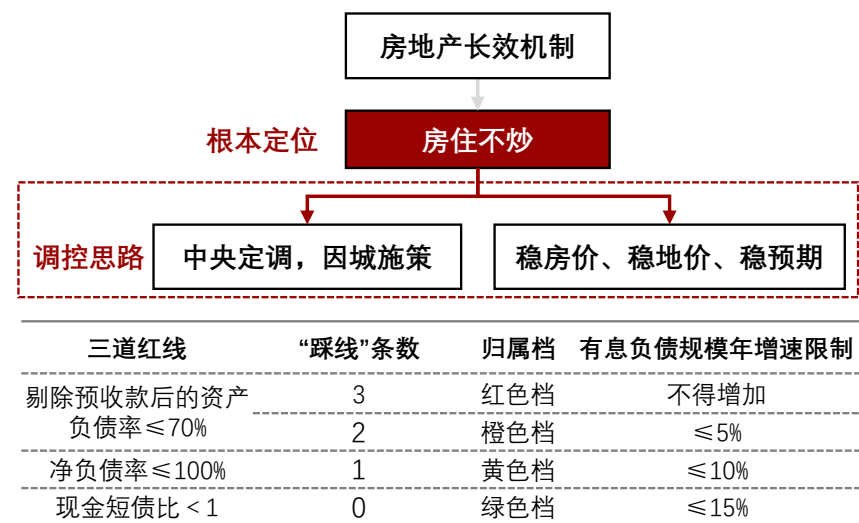 房地产长效机制
根本定位 房住不炒
调控思路 中央定调，因城施策 稳房价、稳地价、稳预期
三道红线 “踩线”条数 归属档 有息负债规模年增速限制
剔除预收款后的资产
负债率≤70%
3 红色档 不得增加
2 橙色档 ≤5%
净负债率≤100% 1 黄色档 ≤10%
现金短债比＜1 0 绿色档 ≤15%